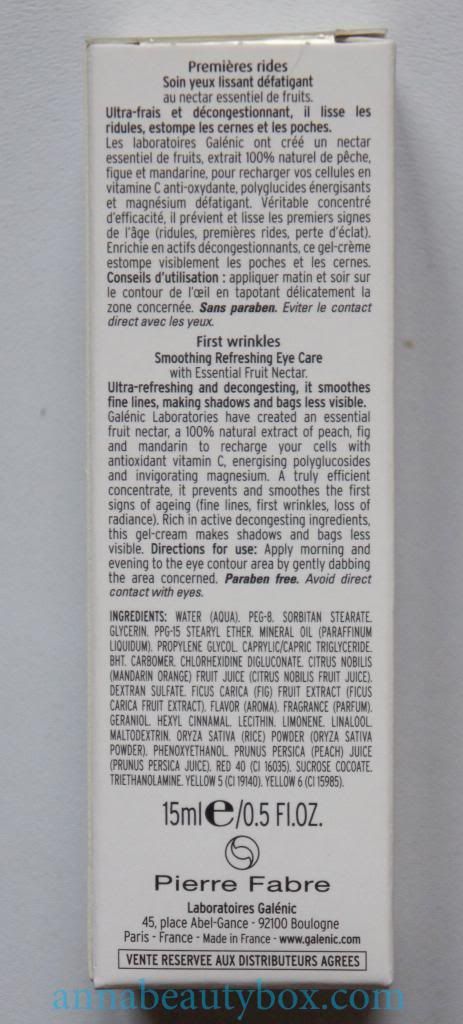 Premières rides
Soin yeux lissant défatigant
au nectar essentiel de fruits.
Ultra-frais et décongestionnant, il lisse les
ridules, estompe les cernes et les poches.
Les laboratoires Galénic ont créé un nectar
essentiel de fruits, extrait 100% naturel de pêche,
figue et mandarine, pour recharger vos cellules en
vitamine C anti-oxydante, polyglucides énergisants
et magnésium défatigant. Véritable concentré
d'efficacité, il prévient et lisse les premiers signes
de l'âge (ridules, premières rides, perte d'éclat).
Enrichie en actifs décongestionnants, ce gel-crème
estompe visiblement les poches et les cernes.
Conseils d'utilisation : appliquer matin et soir sur
le contour de l'œil en tapotant délicatement la
zone concernée. Sans paraben. Eviter le contact
direct avec les yeux.
First wrinkles
Smoothing Refreshing Eye Care
with Essential Fruit Nectar.
Ultra-refreshing and decongesting, it smoothes
fine lines, making shadows and bags less visible.
Galénic Laboratories have created an essential
fruit nectar, a 100% natural extract of peach, fig
and mandarin to recharge your cells with
antioxidant vitamin C, energising polyglucosides
and invigorating magnesium. A truly efficient
concentrate, it prevents and smoothes the first
signs of ageing (fine lines, first wrinkles, loss of
radiance). Rich in active decongesting ingredients,
this gel-cream makes shadows and bags less
visible. Directions for use: Apply morning and
evening to the eye contour area by gently dabbing
the area concerned. Paraben free. Avoid direct
contact with eyes.
INGREDIENTS: WATER (AQUA). PEG-8. SORBITAN STEARATE.
GLYCERIN. PPG-15 STEARYL ETHER. MINERAL OIL (PARAFFINUM
LIQUIDUM). PROPYLENE GLYCOL. CAPRYLIC/CAPRIC TRIGLYCERIDE.
BHT. CARBOMER. CHLORHEXIDINE DIGLUCONATE. CITRUS NOBILIS
(MANDARIN ORANGE) FRUIT JUICE (CITRUS NOBILIS FRUIT JUICE).
DEXTRAN SULFATE. FICUS CARICA (FIG) FRUIT EXTRACT (FICUS
CARICA FRUIT EXTRACT). FLAVOR (AROMA). FRAGRANCE (PARFUM).
GERANIOL. HEXYL CINNAMAL. LECITHIN. LIMONENE. LINALOOL.
MALTODEXTRIN. ORYZA SATIVA (RICE) POWDER (ORYZA SATIVA
POWDER). PHENOXYETHANOL. PRUNUS PERSICA (PEACH) JUICE
(PRUNUS PERSICA JUICE). RED 40 (CI 16035). SUCROSE COCOATE.
TRIETHANOLAMINE. YELLOW 5 (CI 19140). YELLOW 6 (CI 15985).
15ml e/0.5 Fl.OZ.
Pierre Fabre
Laboratoires Galénic
45, place Abel-Gance - 92100 Boulogne
Paris - France - Made in France - www.galenic.com
VENTE RESERVEE AUX DISTRIBUTEURS AGREES
annabeautybox.com